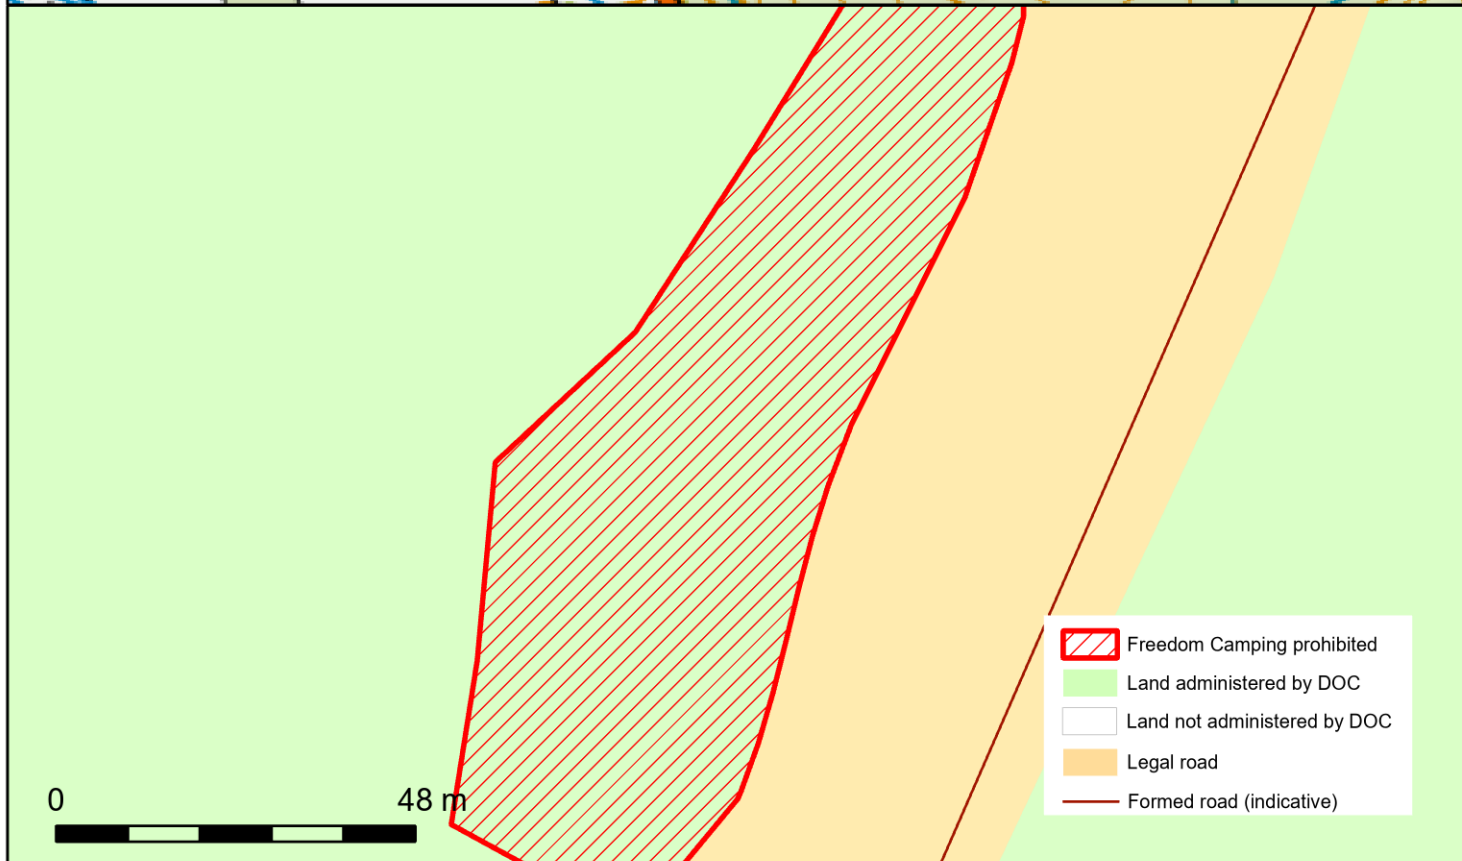 Freedom Camping prohibited
Land administered by DOC
Land not administered by DOC
Legal road
Formed road (indicative)
0 48 m